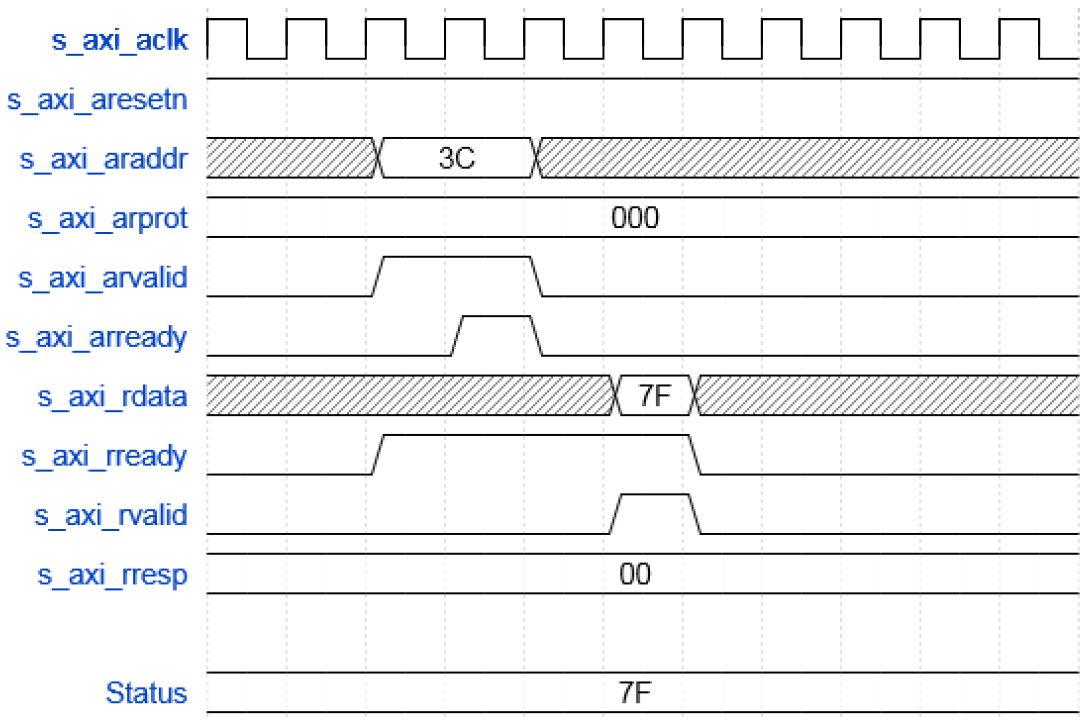 s_axi_aclk
s_axi_aresetn
s_axi_araddr 3C
s_axi_arprot 000
s_axi_arvalid
s_axi_arready
s_axi_rdata 7F
s_axi_rready
s_axi_rvalid
s_axi_rresp 00
Status 7F